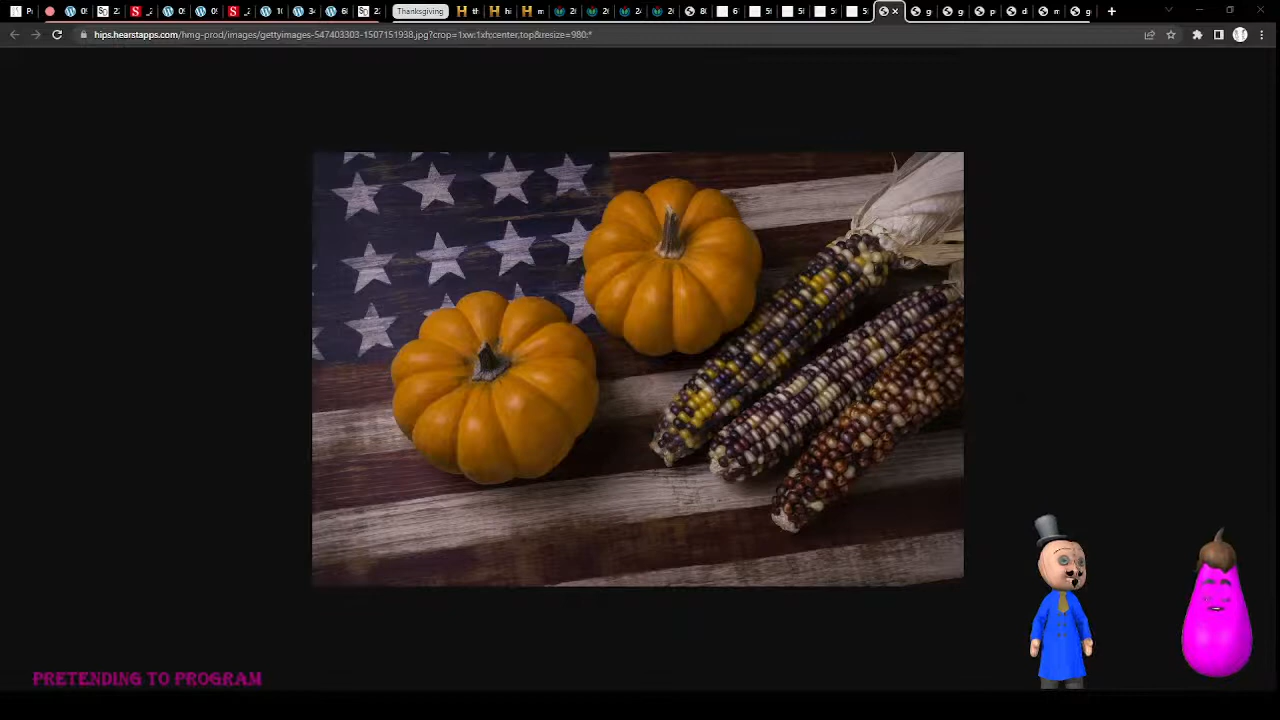 Thanksgiving
hips.hearstapps.com/hmg-prod/images/gettyimages-547403303-1507151938.jpg?crop=1xw:1xh;center,top&resize=980:*
PRETENDING TO PROGRAM